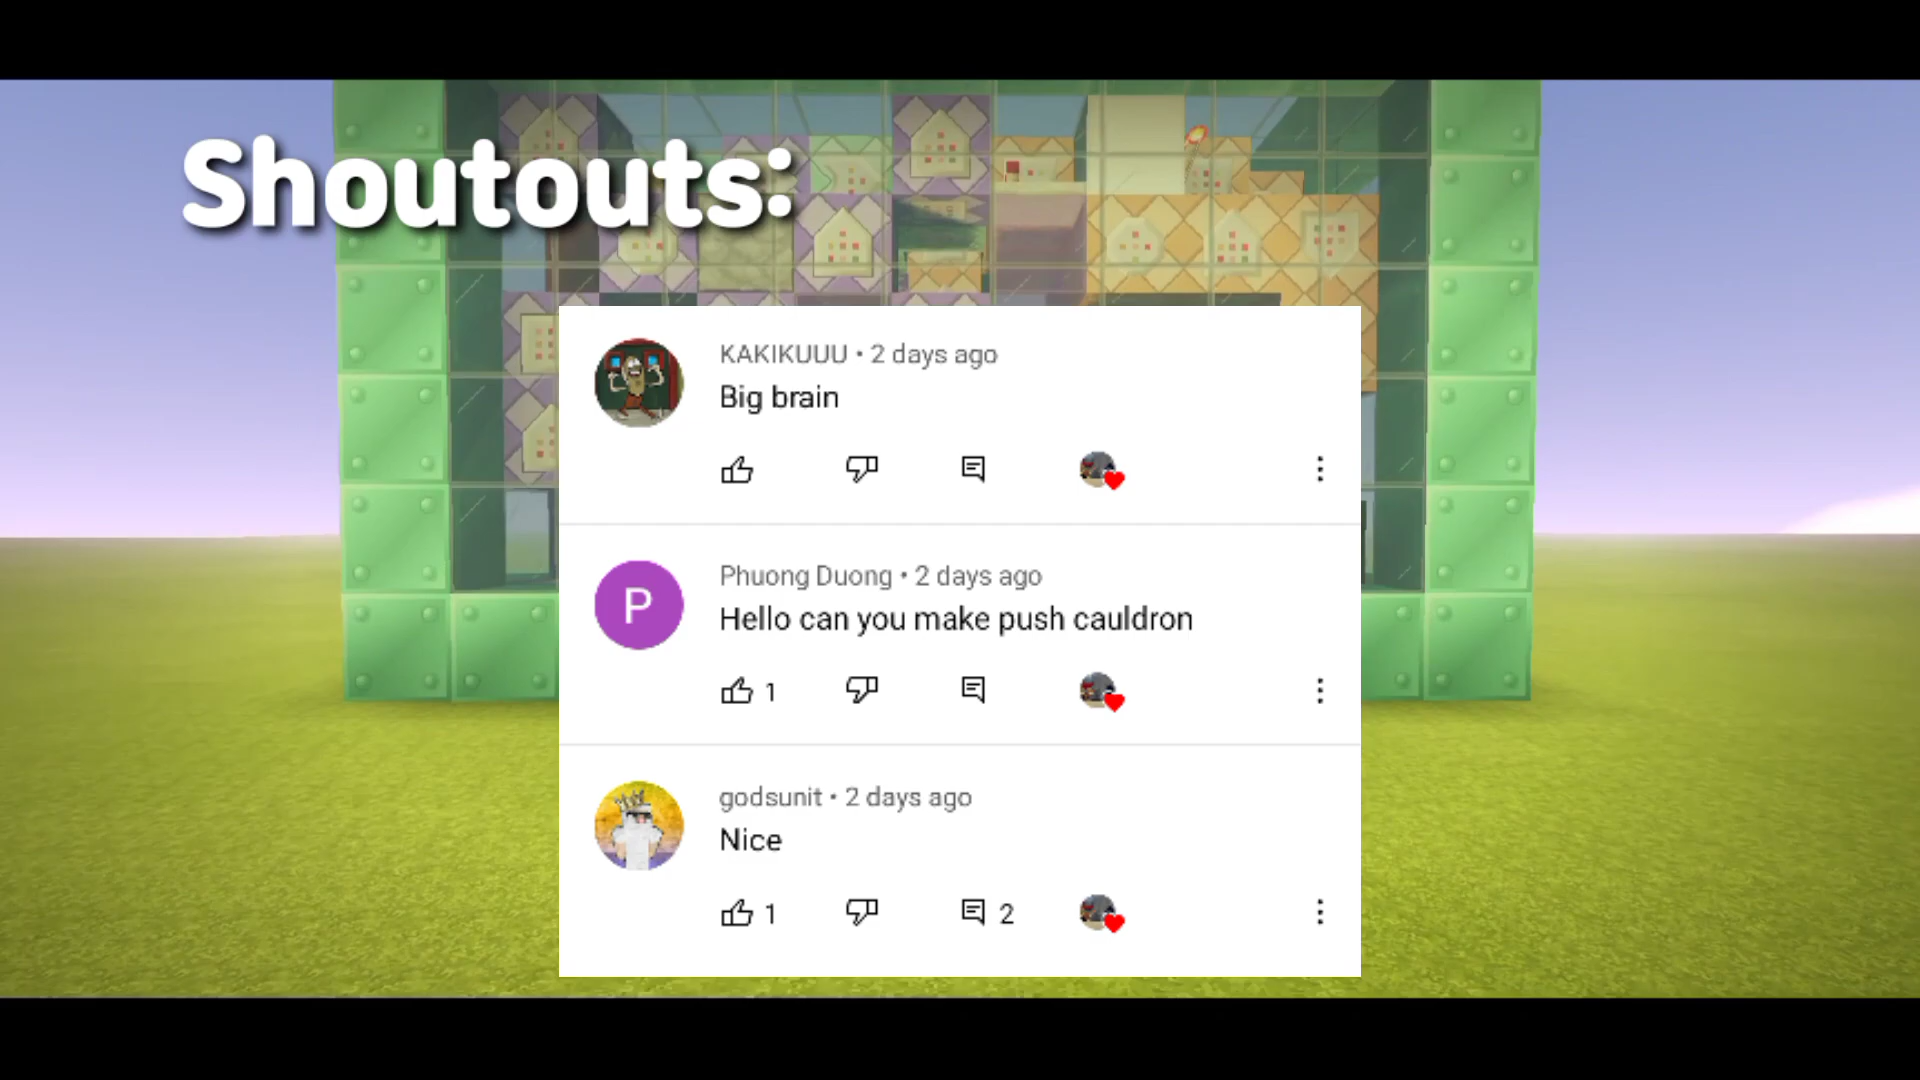 Shoutouts:
KAKIKUUU • 2 days ago
Big brain
P
Phuong Duong • 2 days ago
Hello can you make push cauldron
1
godsunit • 2 days ago
Nice
1 2